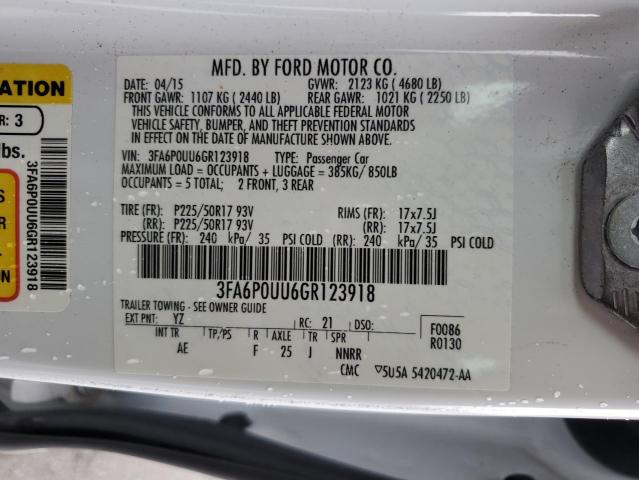 MFD. BY FORD MOTOR CO.
DATE: 04/15 GVWR: 2123 KG ( 4680 LB)
FRONT GAWR: 1107 KG ( 2440 LB) REAR GAWR: 1021 KG ( 2250 LB)
THIS VEHICLE CONFORMS TO ALL APPLICABLE FEDERAL MOTOR
VEHICLE SAFETY, BUMPER, AND THEFT PREVENTION STANDARDS
IN EFFECT ON THE DATE OF MANUFACTURE SHOWN ABOVE.
VIN: 3FA6P0UU6GR123918 TYPE: Passenger Car
MAXIMUM LOAD = OCCUPANTS + LUGGAGE = 385KG/ 850LB
OCCUPANTS = 5 TOTAL; 2 FRONT, 3 REAR
TIRE (FR): P225/50R17 93V RIMS (FR): 17x7.5J
(RR): P225/50R17 93V (RR): 17x7.5J
PRESSURE (FR): 240 kPa/ 35 PSI COLD (RR): 240 kPa/ 35 PSI COLD
3FA6P0UU6GR123918
TRAILER TOWING - SEE OWNER GUIDE
EXT PNT: YZ RC: 21 DSO: F0086
INT TR TP/PS R AXLE TR SPR R0130
AE F 25 J NNRR
CMC 5U5A 5420472-AA
ATION
R: 3
lbs.
S
R
3FA6P0UU6GR123918